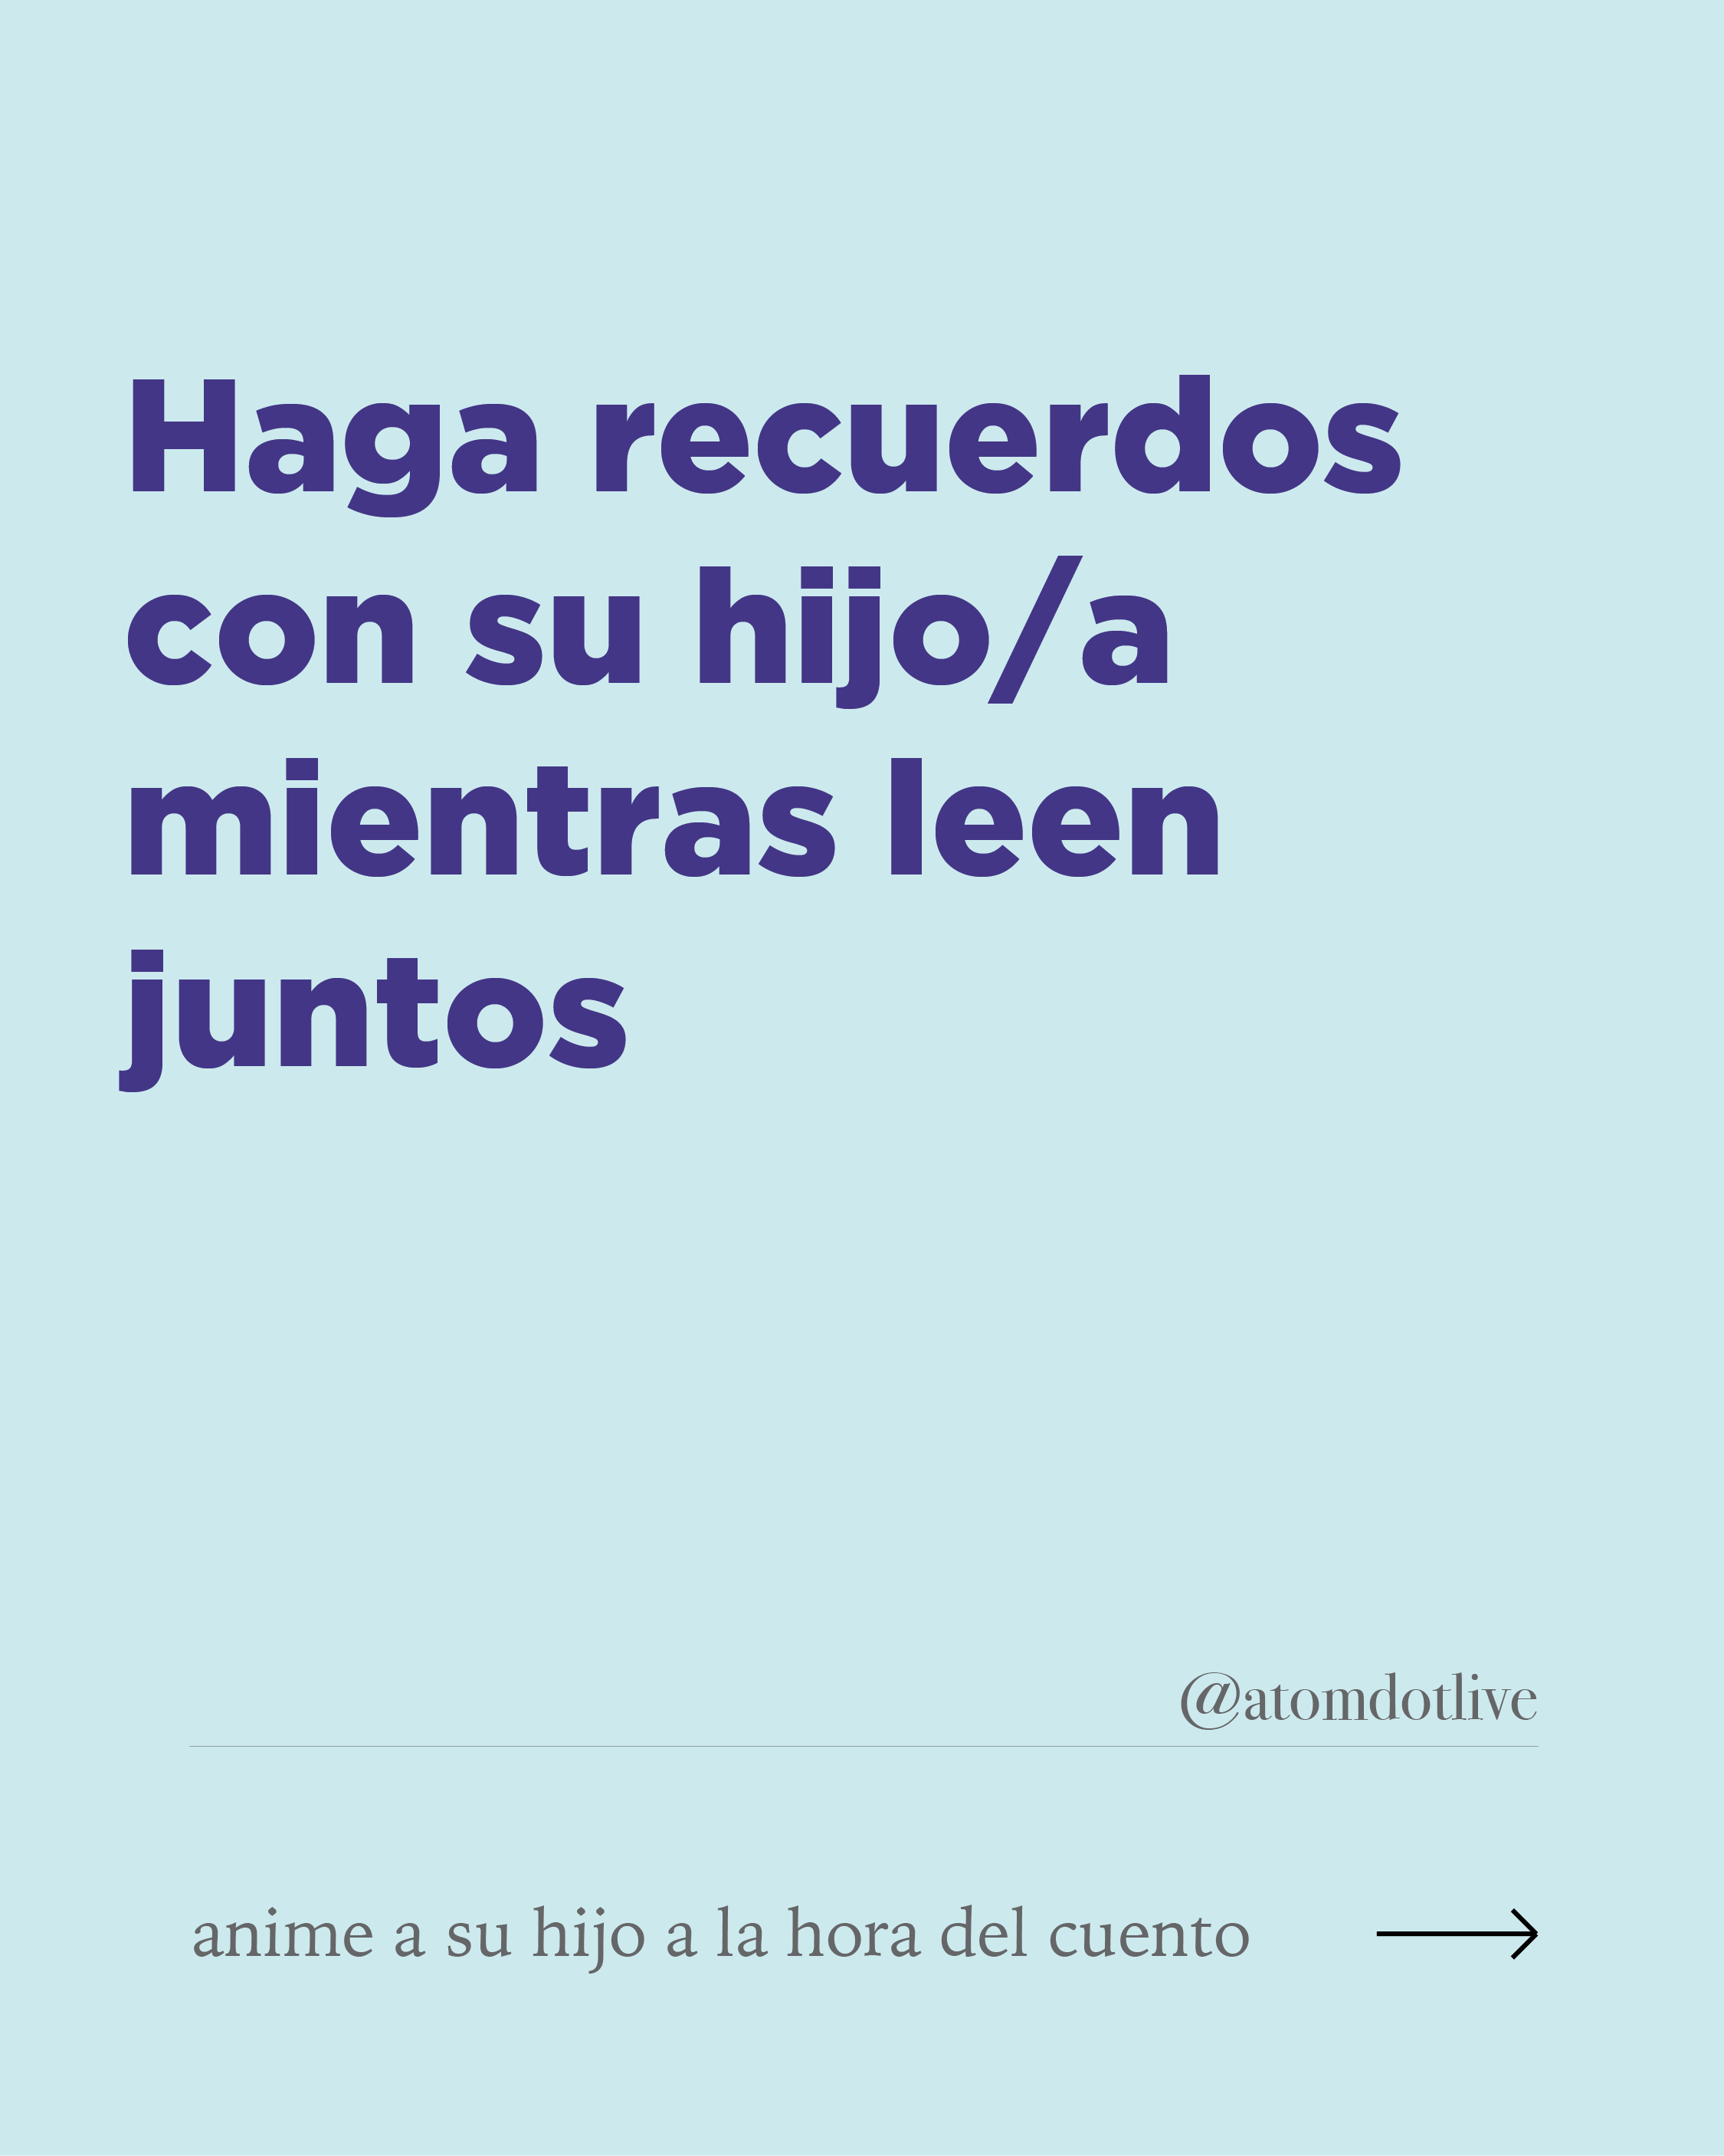 Haga recuerdos
con su hijo/a
mientras leen
juntos
@atomdotlive
anime a su hijo a la hora del cuento